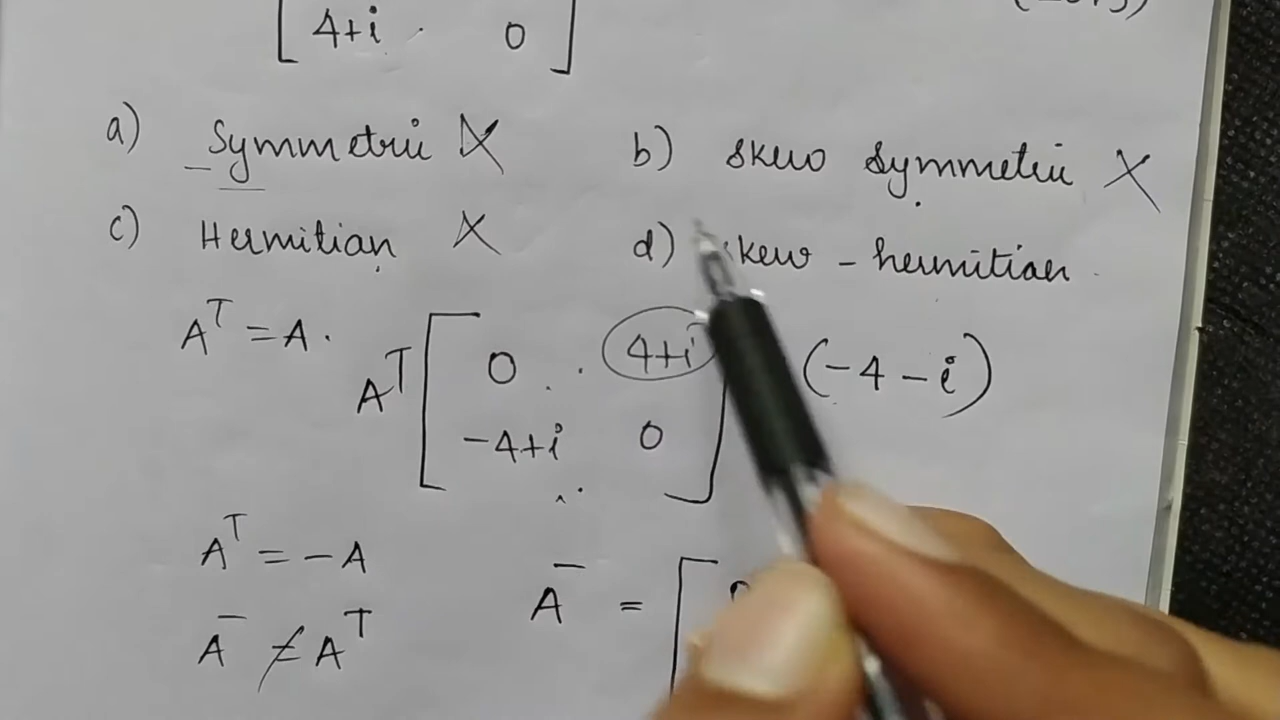 [ 4+i . 0 ]
a) Symmetric X b) skew symmetric X
c) Hermitian X d) skew - hermitian
A^T = A. A^T [ 0 4+i (-4-i)
-4+i 0 ]
A^T = -A
A̅ = [
A̅ ≠ A^T